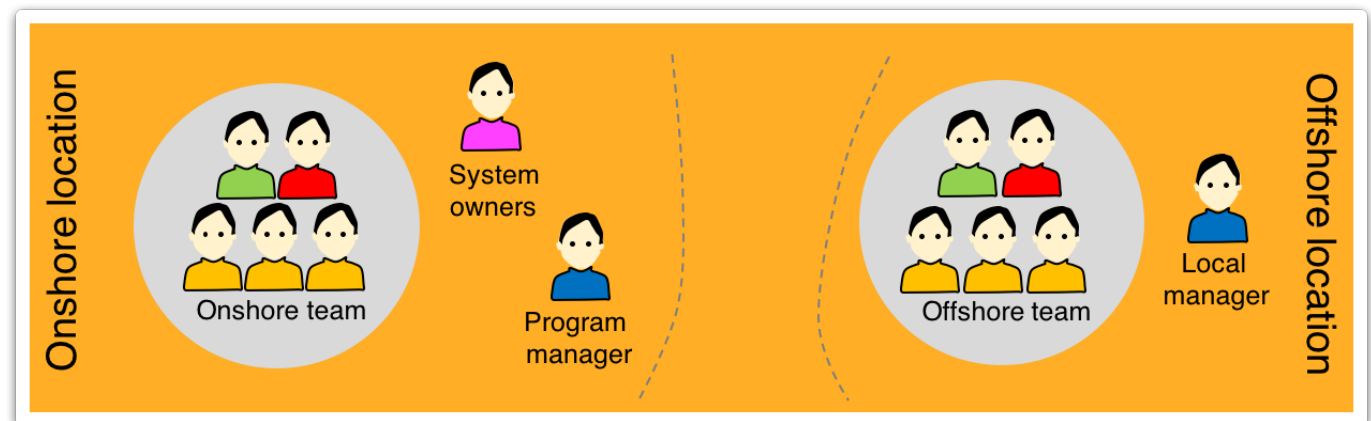 Onshore location
Onshore team
System
owners
Program
manager
Offshore team
Local
manager
Offshore location